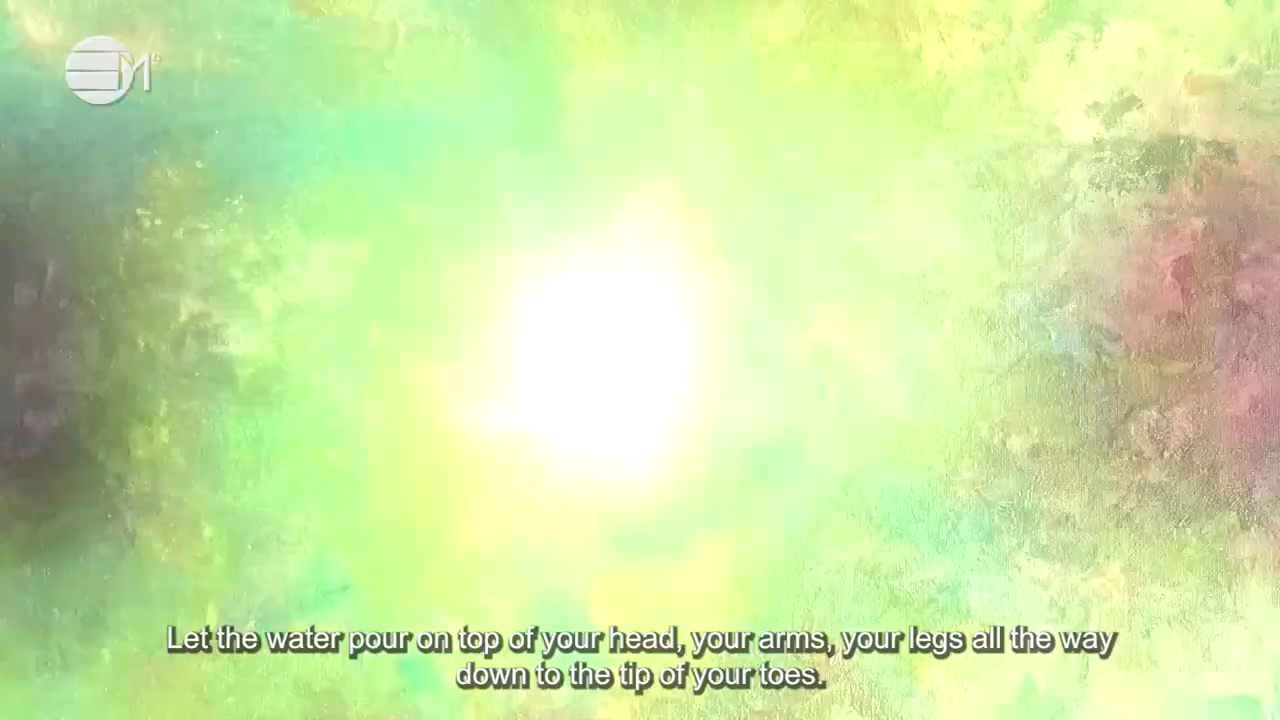 EM
Let the water pour on top of your head, your arms, your legs all the way
down to the tip of your toes.